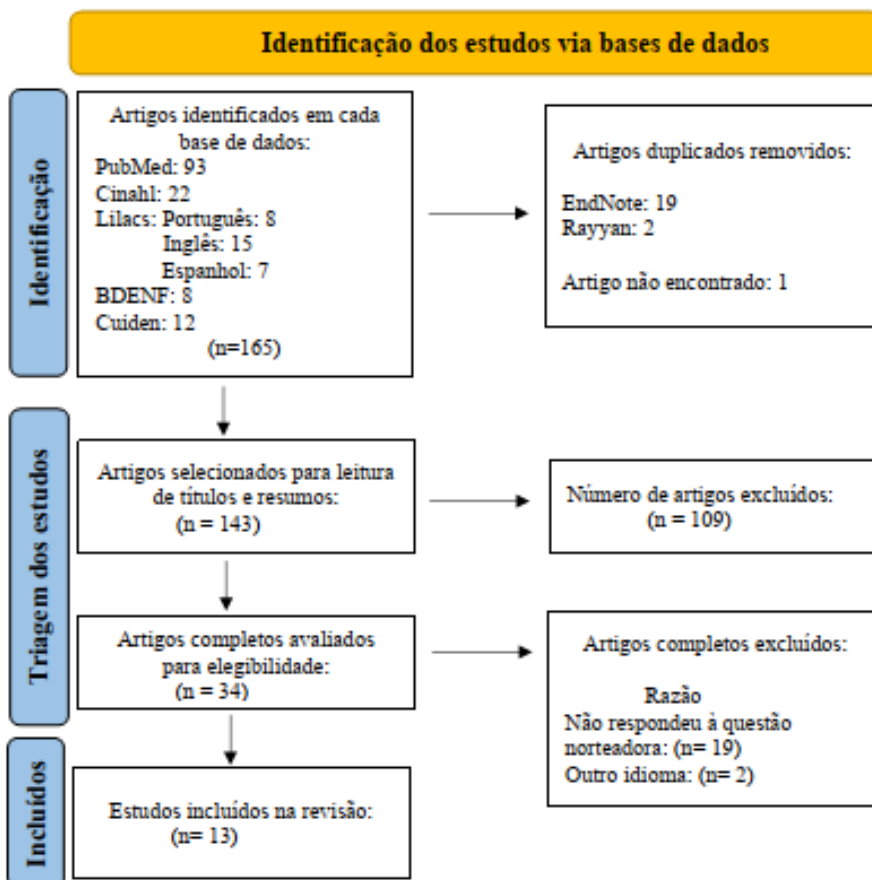 Identificação dos estudos via bases de dados
Identificação
Artigos identificados em cada
base de dados:
PubMed: 93
Cinahl: 22
Lilacs: Português: 8
Inglês: 15
Espanhol: 7
BDENF: 8
Cuiden: 12
(n=165)
Artigos duplicados removidos:
EndNote: 19
Rayyan: 2
Artigo não encontrado: 1
Triagem dos estudos
Artigos selecionados para leitura
de títulos e resumos:
(n = 143)
Número de artigos excluídos:
(n = 109)
Artigos completos avaliados
para elegibilidade:
(n = 34)
Artigos completos excluídos:
Razão
Não respondeu à questão
norteadora: (n= 19)
Outro idioma: (n= 2)
Incluídos
Estudos incluídos na revisão:
(n= 13)